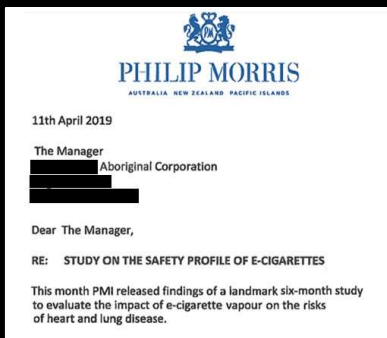 PM
PHILIP MORRIS
AUSTRALIA NEW ZEALAND PACIFIC ISLANDS
11th April 2019
The Manager
Aboriginal Corporation
Dear The Manager,
RE: STUDY ON THE SAFETY PROFILE OF E-CIGARETTES
This month PMI released findings of a landmark six-month study
to evaluate the impact of e-cigarette vapour on the risks
of heart and lung disease.